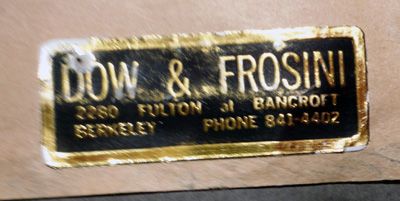 DOW & FROSINI
2280 FULTON at BANCROFT
BERKELEY PHONE 841-4402